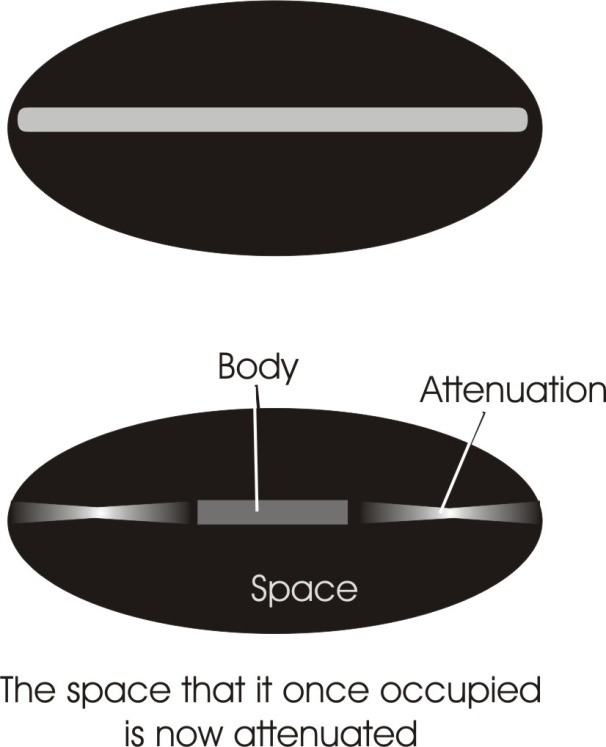 Body
Attenuation
Space
The space that it once occupied
is now attenuated